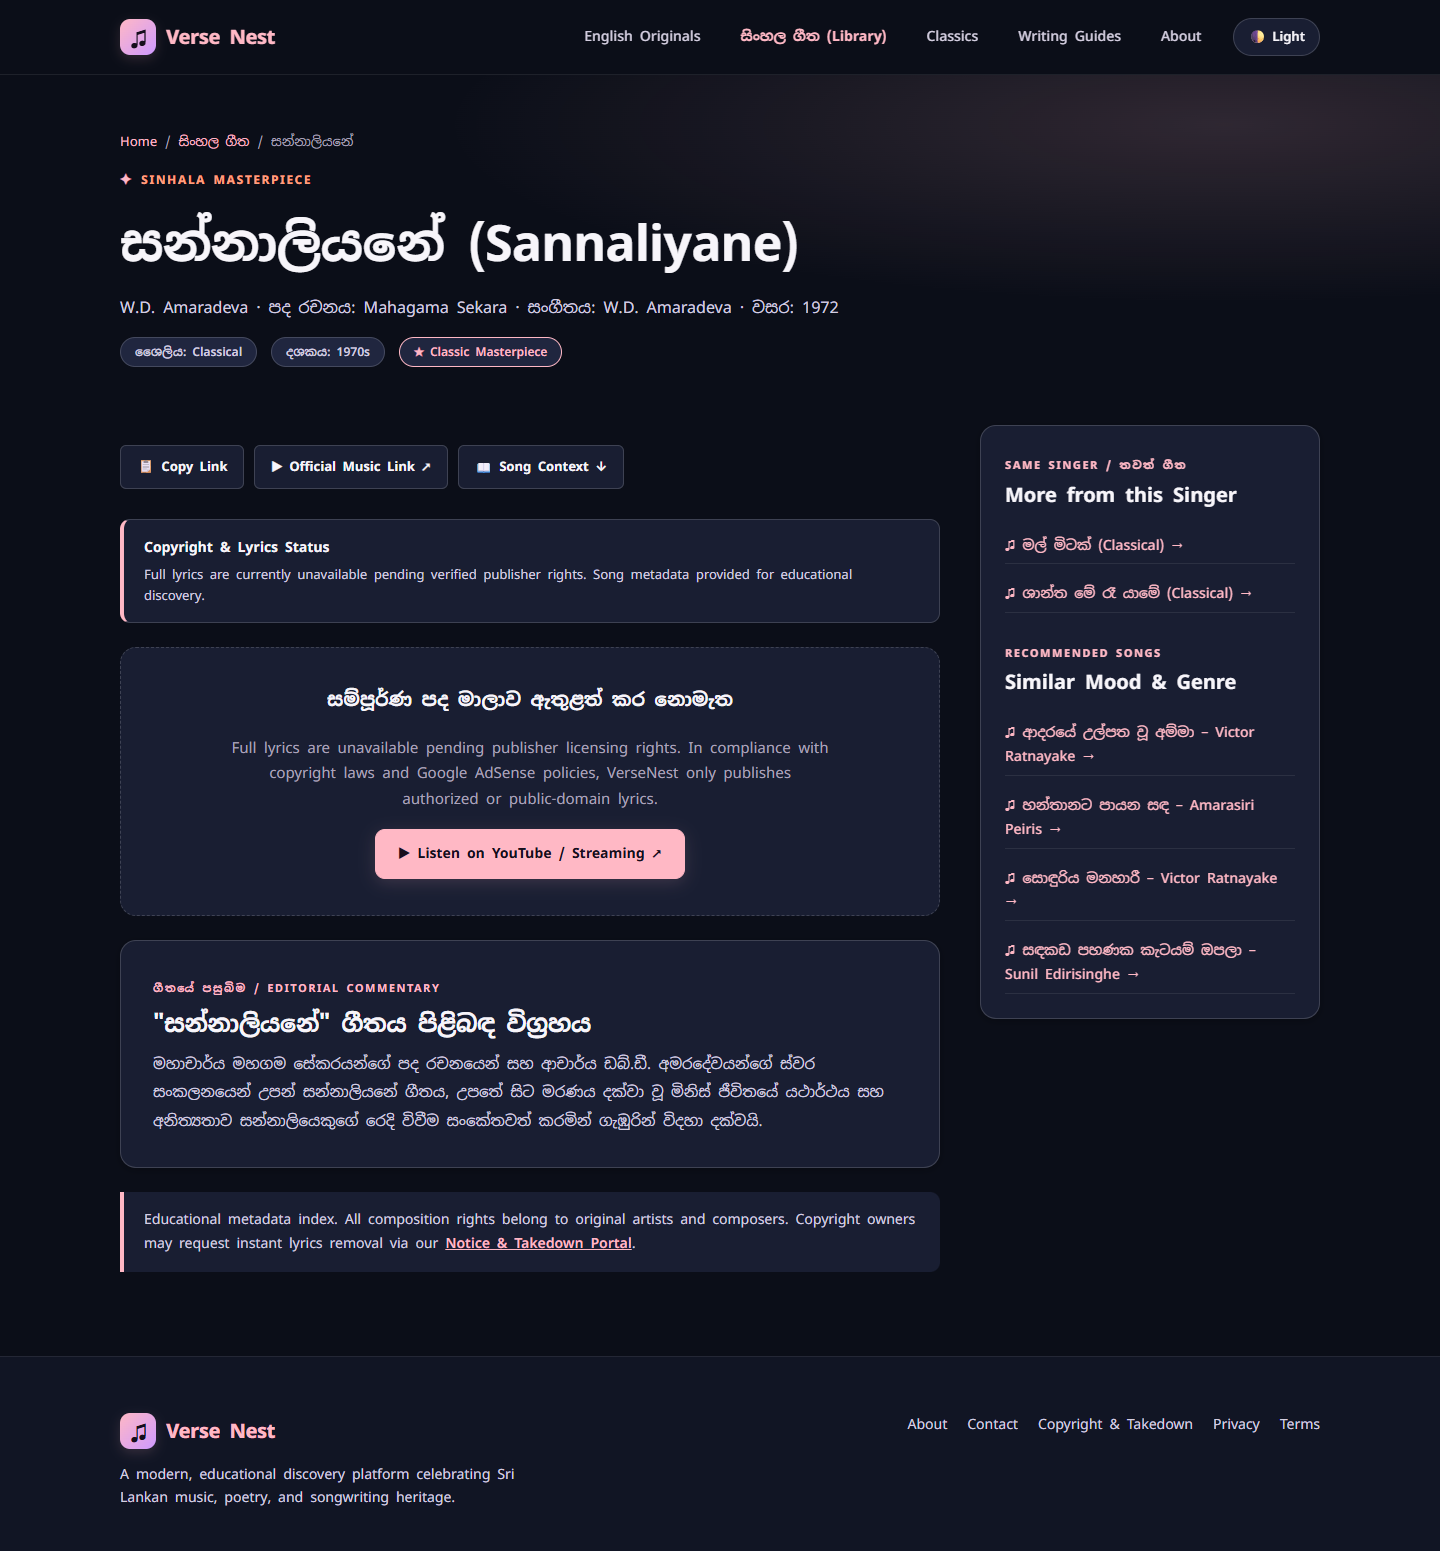 Verse Nest
English Originals
සිංහල ගීත (Library)
Classics
Writing Guides
About
Light
Home / සිංහල ගීත / සන්නාලියනේ
✦ SINHALA MASTERPIECE
සන්නාලියනේ (Sannaliyane)
W.D. Amaradeva · පද රචනය: Mahagama Sekara · සංගීතය: W.D. Amaradeva · වසර: 1972
ශෛලිය: Classical
දශකය: 1970s
★ Classic Masterpiece
Copy Link
▶ Official Music Link ↗
Song Context ↓
Copyright & Lyrics Status
Full lyrics are currently unavailable pending verified publisher rights. Song metadata provided for educational
discovery.
සම්පූර්ණ පද මාලාව ඇතුළත් කර නොමැත
Full lyrics are unavailable pending publisher licensing rights. In compliance with
copyright laws and Google AdSense policies, VerseNest only publishes
authorized or public-domain lyrics.
▶ Listen on YouTube / Streaming ↗
ගීතයේ පසුබිම / EDITORIAL COMMENTARY
"සන්නාලියනේ" ගීතය පිළිබඳ විග්‍රහය
මහාචාර්ය මහගම සේකරයන්ගේ පද රචනයෙන් සහ ආචාර්ය ඩබ්.ඩී. අමරදේවයන්ගේ ස්වර
සංකලනයෙන් උපන් සන්නාලියනේ ගීතය, උපතේ සිට මරණය දක්වා වූ මිනිස් ජීවිතයේ යථාර්ථය සහ
අනිත්‍යතාව සන්නාලියෙකුගේ රෙදි විවීම සංකේතවත් කරමින් ගැඹුරින් විදහා දක්වයි.
Educational metadata index. All composition rights belong to original artists and composers. Copyright owners
may request instant lyrics removal via our Notice & Takedown Portal.
SAME SINGER / තවත් ගීත
More from this Singer
♫ මල් මිටක් (Classical) →
♫ ශාන්ත මේ රෑ යාමේ (Classical) →
RECOMMENDED SONGS
Similar Mood & Genre
♫ ආදරයේ උල්පත වූ අම්මා – Victor
Ratnayake →
♫ හන්තානට පායන සඳ – Amarasiri
Peiris →
♫ සොඳුරිය මනහාරී – Victor Ratnayake
→
♫ සඳකඩ පහණක කැටයම් ඔපලා –
Sunil Edirisinghe →
Verse Nest
A modern, educational discovery platform celebrating Sri
Lankan music, poetry, and songwriting heritage.
About
Contact
Copyright & Takedown
Privacy
Terms